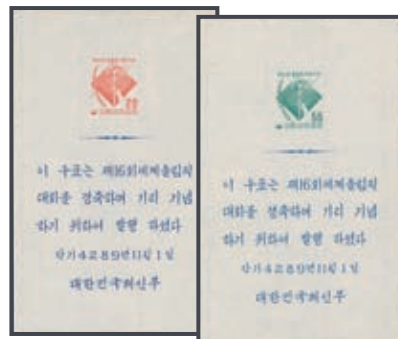 20
이 우표는 제16회세계올림픽
대회를 경축하여 기리 기념
하기 위하여 발행 하였다
단기4289년11월1일
대한민국체신부
55
이 우표는 제16회세계올림픽
대회를 경축하여 기리 기념
하기 위하여 발행 하였다
단기4289년11월1일
대한민국체신부